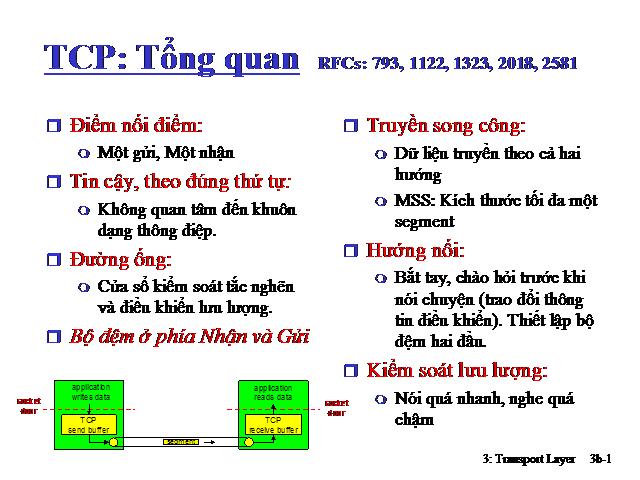 TCP: Tổng quan RFCs: 793, 1122, 1323, 2018, 2581
Điểm nối điểm:
Một gửi, Một nhận
Tin cậy, theo đúng thứ tự:
Không quan tâm đến khuôn
dạng thông điệp.
Đường ống:
Cửa sổ kiểm soát tắc nghẽn
và điều khiển lưu lượng.
Bộ đệm ở phía Nhận và Gửi
Truyền song công:
Dữ liệu truyền theo cả hai
hướng
MSS: Kích thước tối đa một
segment
Hướng nối:
Bắt tay, chào hỏi trước khi
nói chuyện (trao đổi thông
tin điều khiển). Thiết lập bộ
đệm hai đầu.
Kiểm soát lưu lượng:
Nói quá nhanh, nghe quá
chậm
socket
door
application
writes data
TCP
send buffer
segment
application
reads data
TCP
receive buffer
socket
door
3: Transport Layer 3b-1